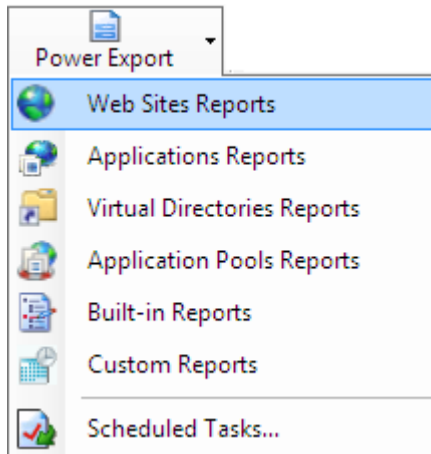 Power Export
Web Sites Reports
Applications Reports
Virtual Directories Reports
Application Pools Reports
Built-in Reports
Custom Reports
Scheduled Tasks...